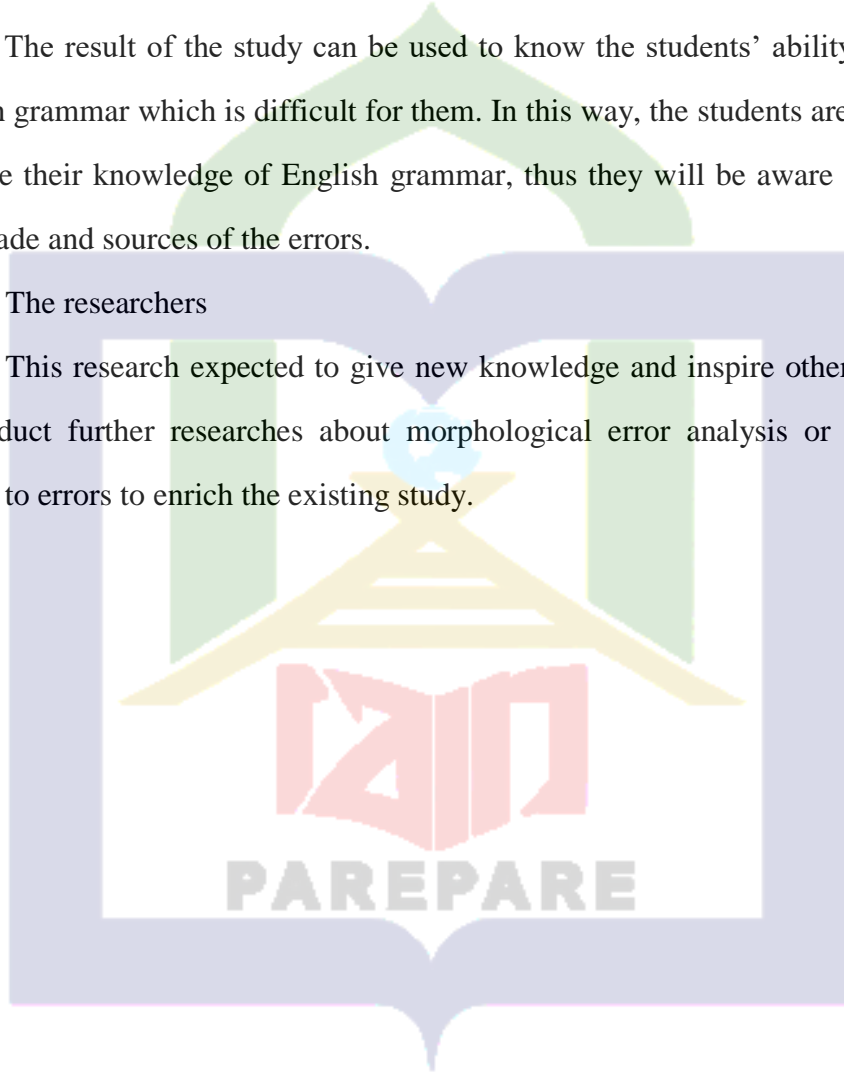 The result of the study can be used to know the students’ ability
grammar which is difficult for them. In this way, the students are
their knowledge of English grammar, thus they will be aware
and sources of the errors.
The researchers
This research expected to give new knowledge and inspire other
further researches about morphological error analysis or
to errors to enrich the existing study.
PAREPARE